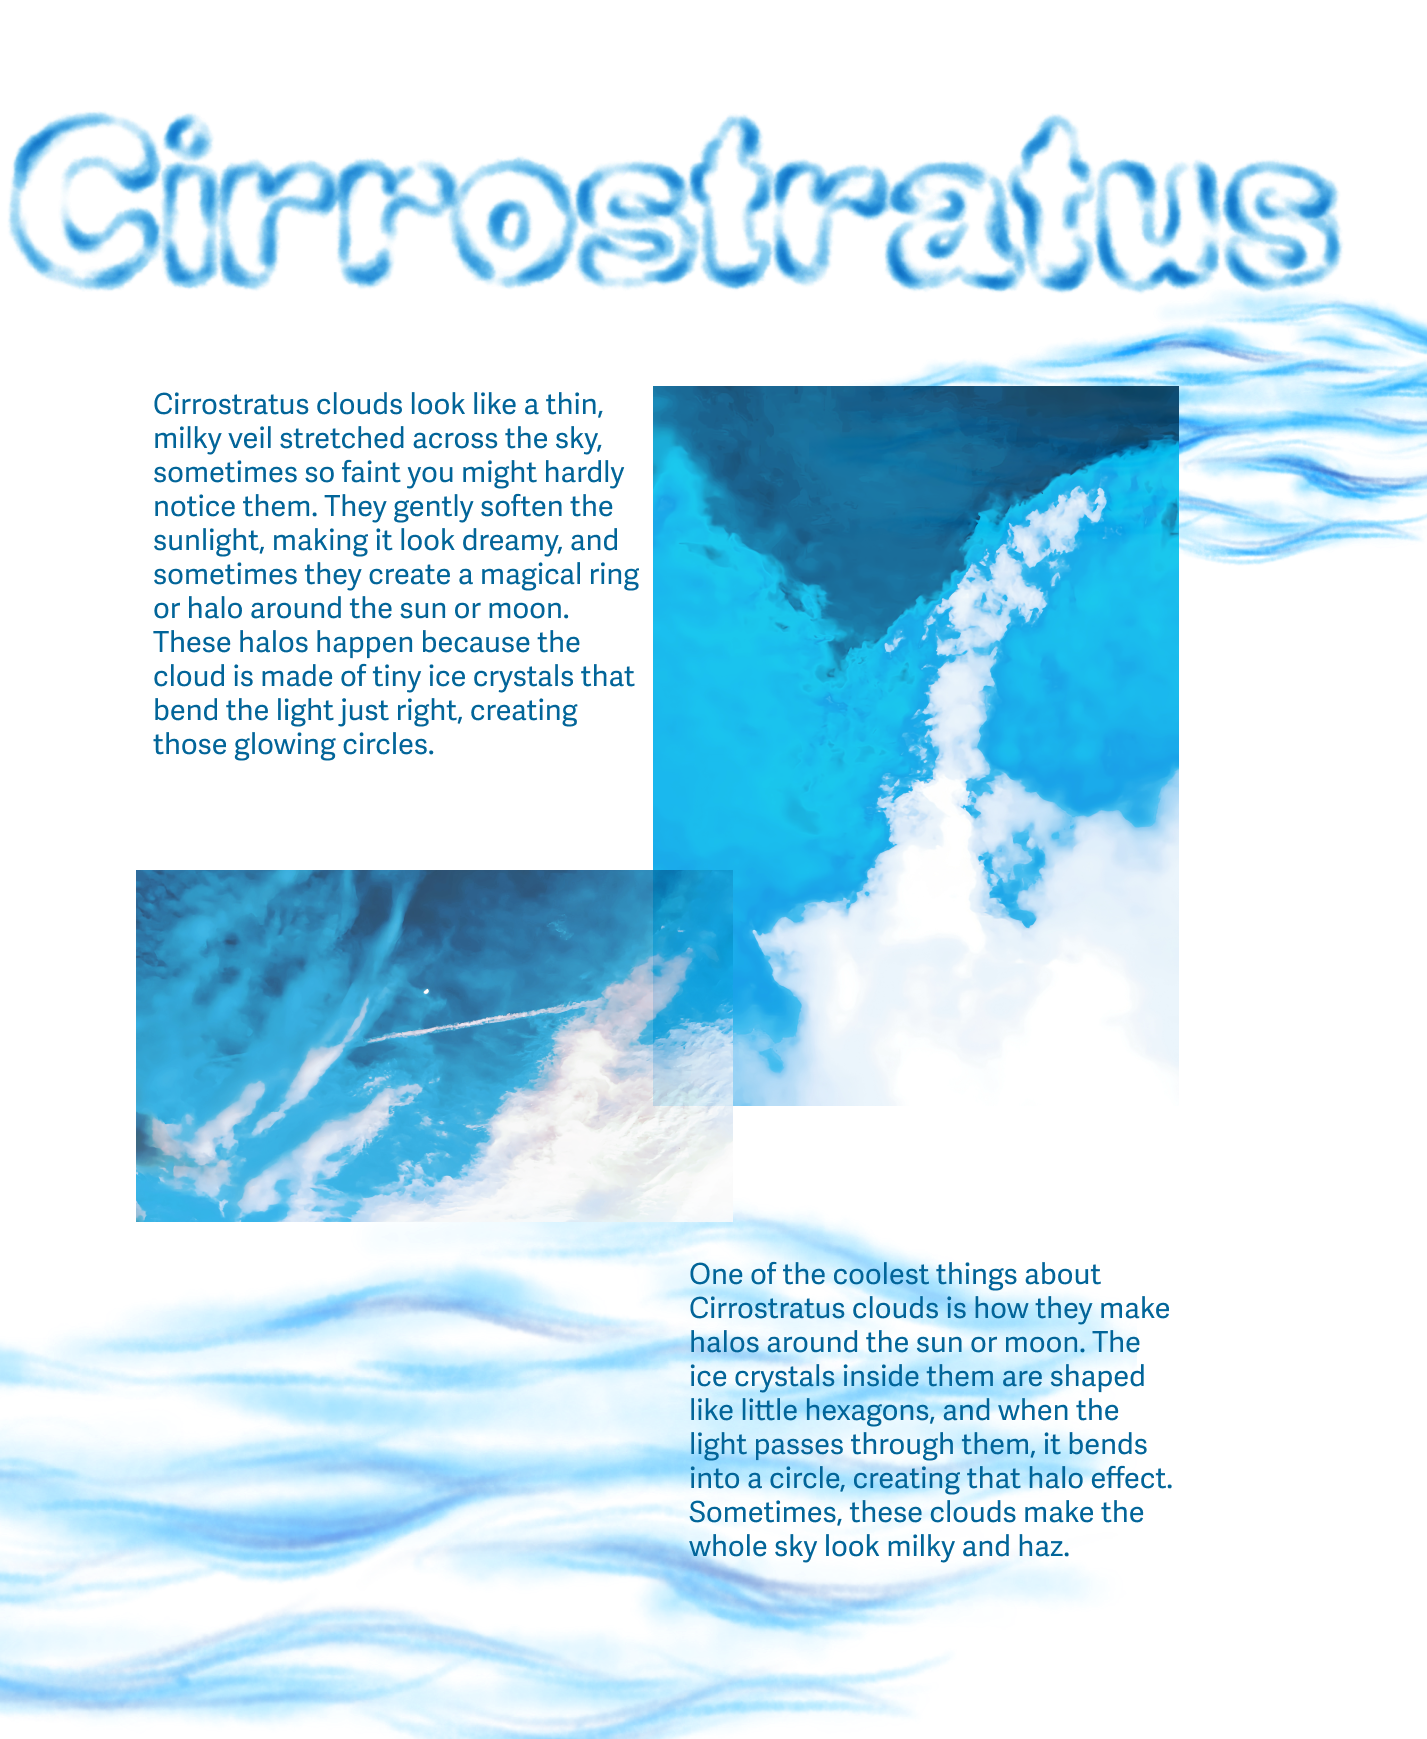 Cirrostratus
Cirrostratus clouds look like a thin,
milky veil stretched across the sky,
sometimes so faint you might hardly
notice them. They gently soften the
sunlight, making it look dreamy, and
sometimes they create a magical ring
or halo around the sun or moon.
These halos happen because the
cloud is made of tiny ice crystals that
bend the light just right, creating
those glowing circles.
One of the coolest things about
Cirrostratus clouds is how they make
halos around the sun or moon. The
ice crystals inside them are shaped
like little hexagons, and when the
light passes through them, it bends
into a circle, creating that halo effect.
Sometimes, these clouds make the
whole sky look milky and haz.